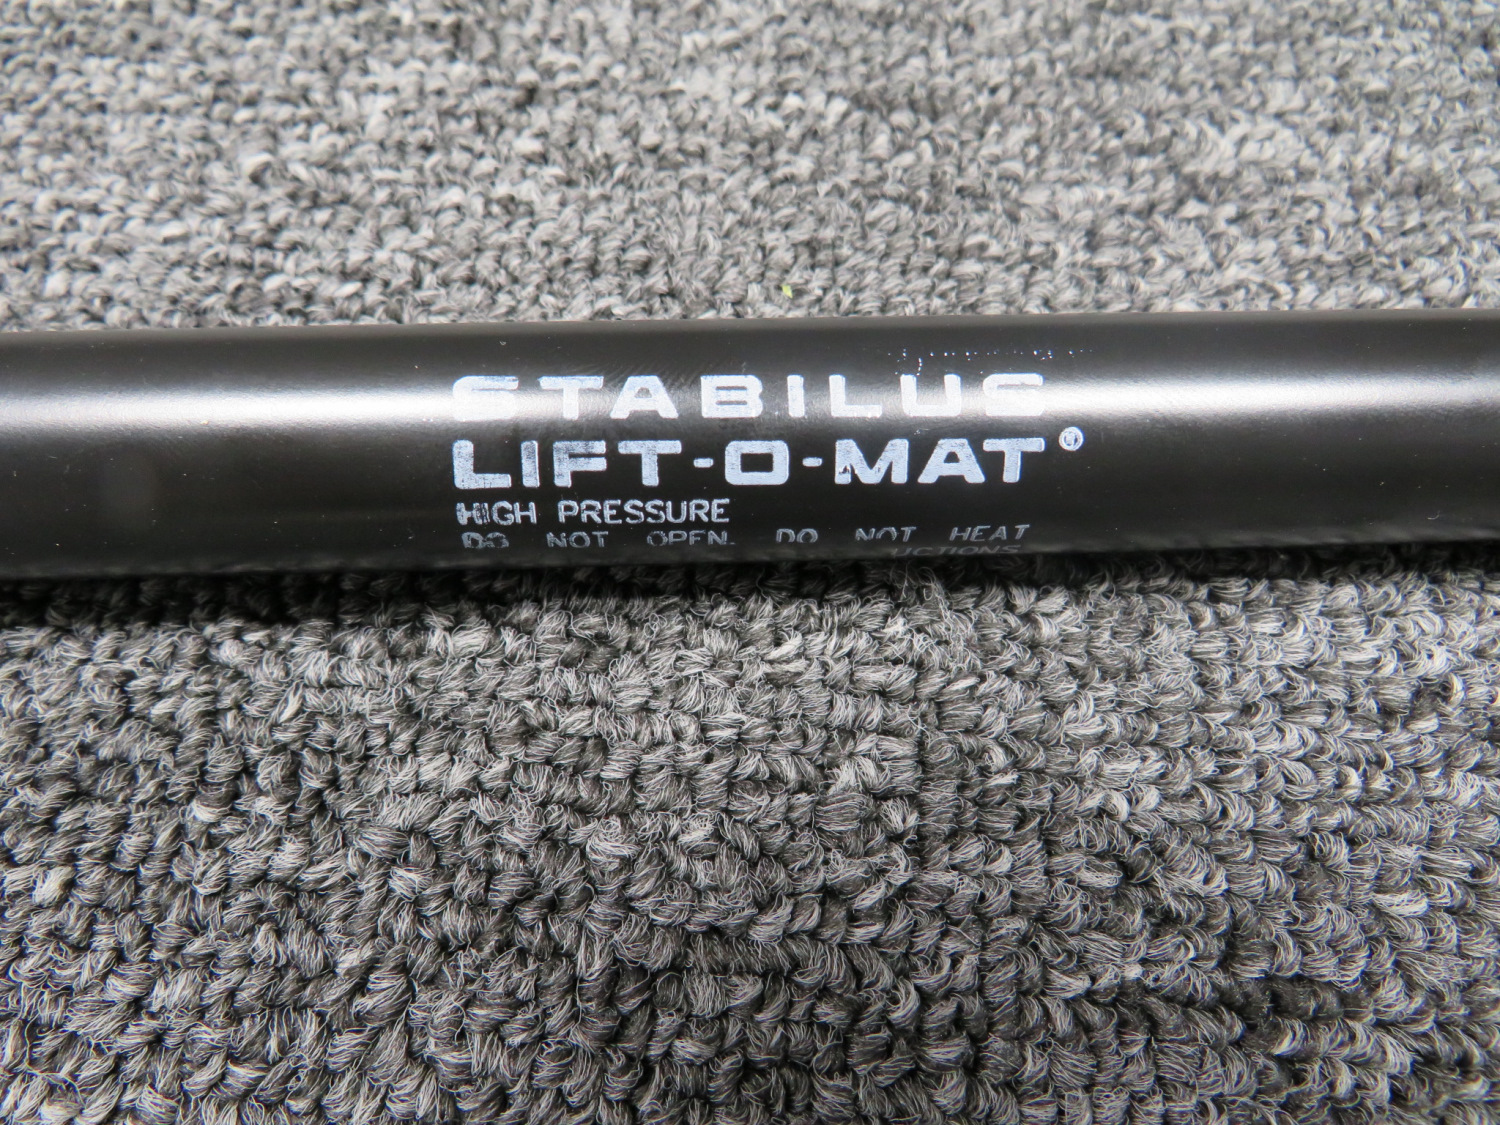 STABILUS
LIFT-O-MAT®
HIGH PRESSURE
DO NOT OPEN. DO NOT HEAT